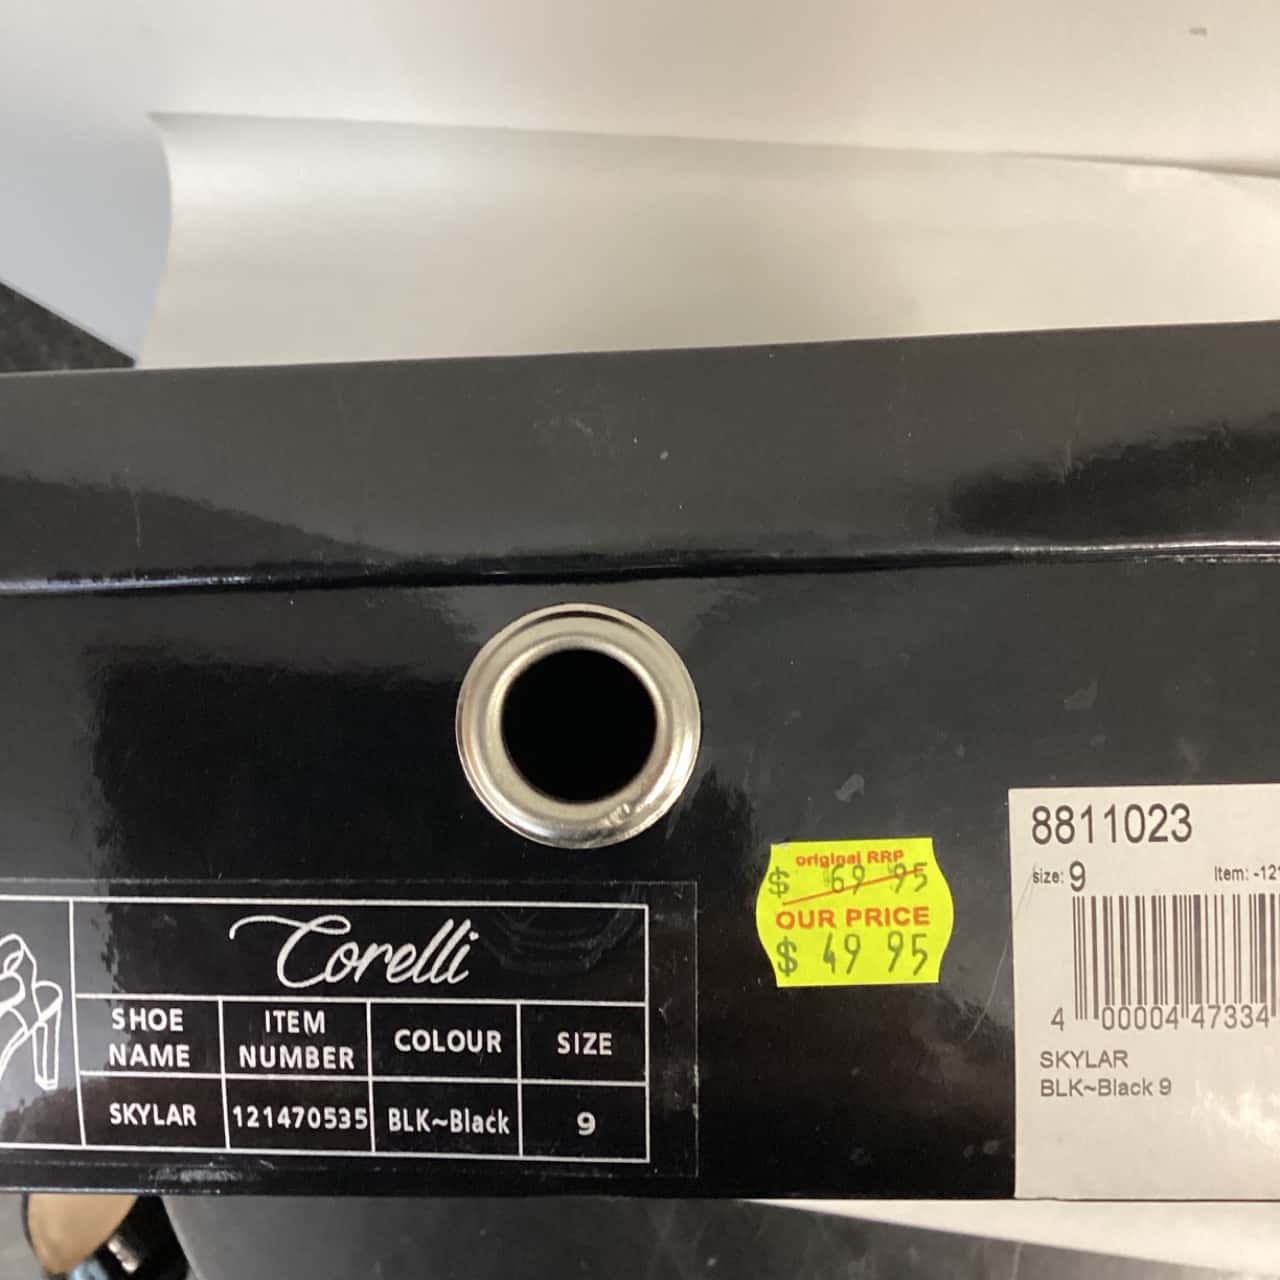 Corelli
SHOE NAME ITEM NUMBER COLOUR SIZE
SKYLAR 121470535 BLK~Black 9
original RRP
$ 69 95
OUR PRICE
$ 49 95
8811023
size: 9 Item: -121
4 00004 47334
SKYLAR
BLK~Black 9